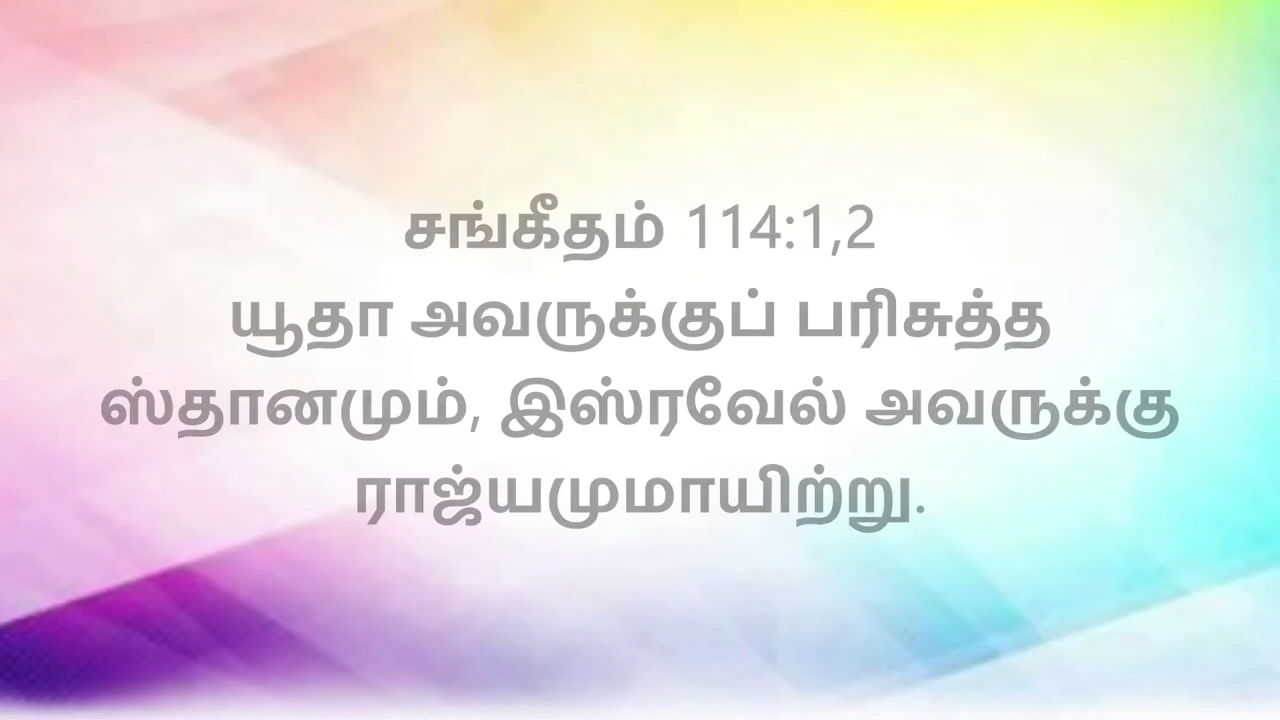 சங்கீதம் 114:1,2
யூதா அவருக்குப் பரிசுத்த
ஸ்தானமும், இஸ்ரவேல் அவருக்கு
ராஜ்யமுமாயிற்று.